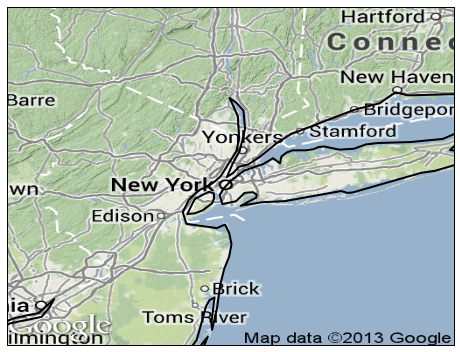 Hartford
Connec
New Haven
Barre
Bridgepor
Yonkers
Stamford
wn
New York
Edison
Brick
ia
Google
Toms River
ilmington
Map data ©2013 Google